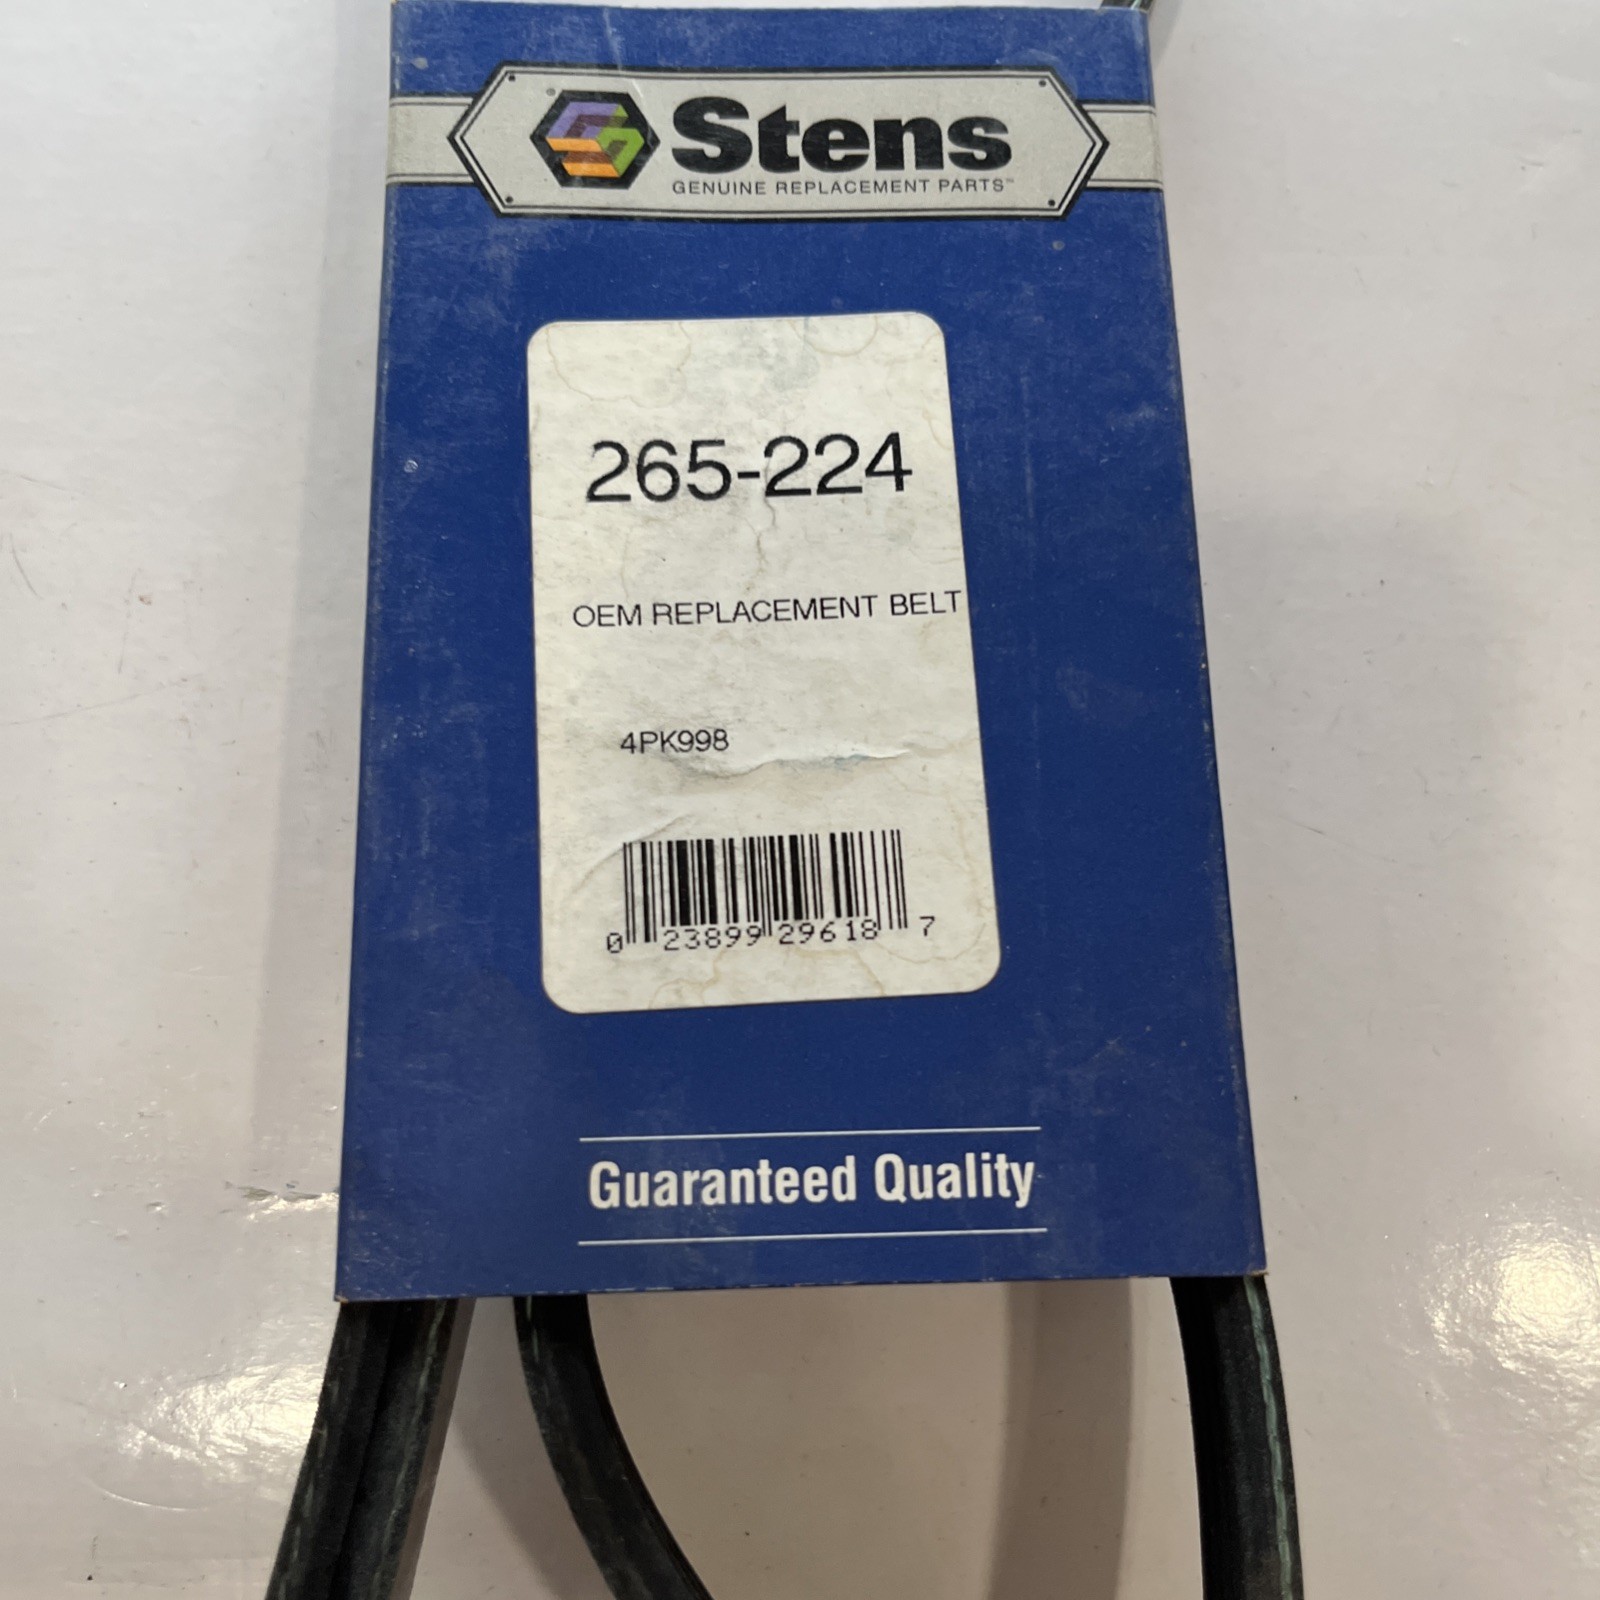 Stens
GENUINE REPLACEMENT PARTS™
265-224
OEM REPLACEMENT BELT
4PK998
0 23899 29618 7
Guaranteed Quality